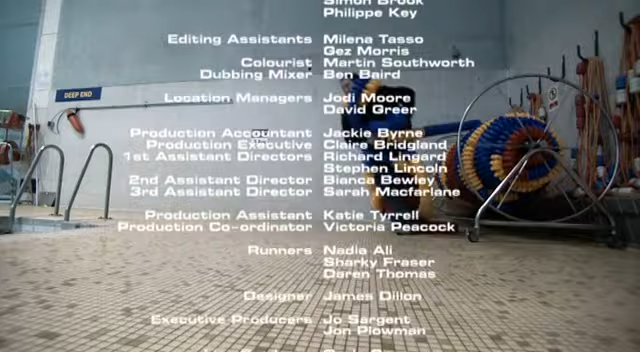 Simon Brook
Philippe Key
Editing Assistants Milena Tasso
Gez Morris
Colourist Martin Southworth
Dubbing Mixer Ben Baird
Location Managers Jodi Moore
David Greer
DEEP END
Production Accountant Jackie Byrne
Production Executive Claire Bridgland
1st Assistant Directors Richard Lingard
Stephen Lincoln
2nd Assistant Director Bianca Bewley
3rd Assistant Director Sarah Macfarlane
Production Assistant Katie Tyrrell
Production Co-ordinator Victoria Peacock
Runners Nadia Ali
Sharky Fraser
Daren Thomas
Designer James Dillon
Executive Producers Jo Sargent
Jon Plowman